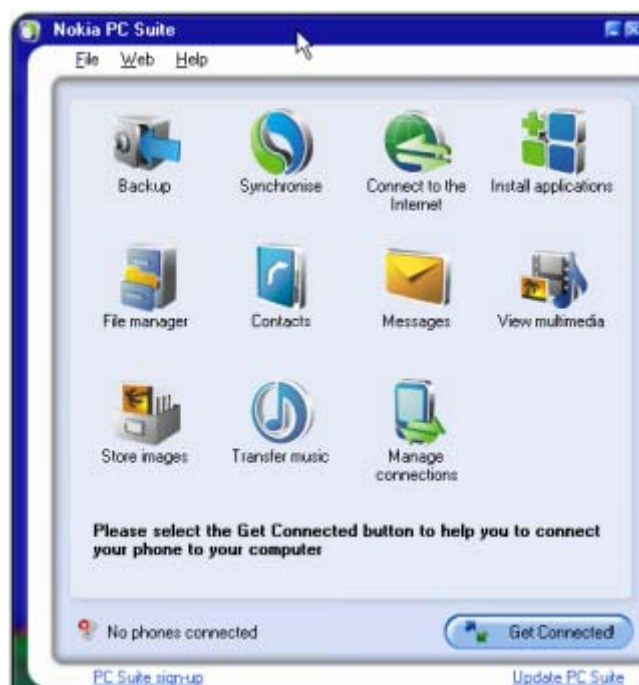 Nokia PC Suite
File Web Help
Backup
Synchronise
Connect to the
Internet
Install applications
File manager
Contacts
Messages
View multimedia
Store images
Transfer music
Manage
connections
Please select the Get Connected button to help you to connect
your phone to your computer
No phones connected
Get Connected!
PC Suite sign-up
Update PC Suite